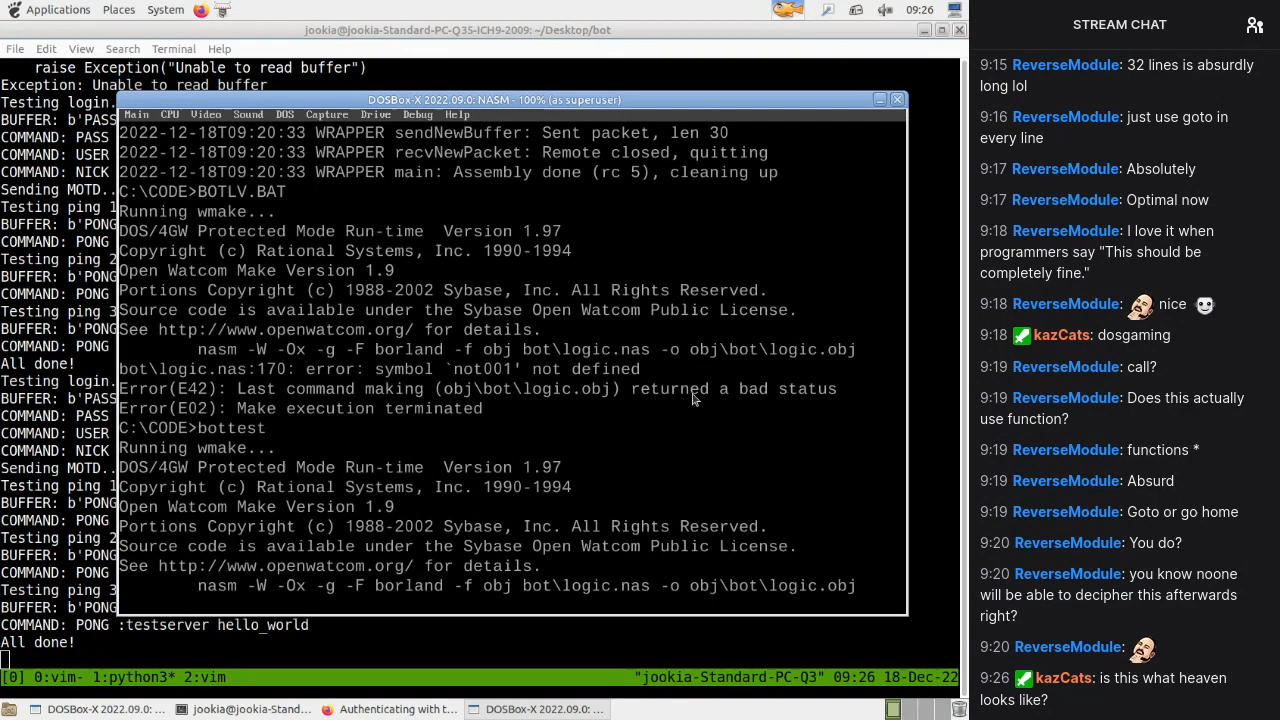 Applications Places System 09:26
jookia@jookia-Standard-PC-Q35-ICH9-2009: ~/Desktop/bot
File Edit View Search Terminal Help
raise Exception("Unable to read buffer")
Exception: Unable to read buffer
Testing login.
BUFFER: b'PASS
COMMAND: PASS
COMMAND: USER
COMMAND: NICK
Sending MOTD..
Testing ping 1
BUFFER: b'PONG
COMMAND: PONG
Testing ping 2
BUFFER: b'PONG
COMMAND: PONG
Testing ping 3
BUFFER: b'PONG
COMMAND: PONG
All done!
Testing login.
BUFFER: b'PASS
COMMAND: PASS
COMMAND: USER
COMMAND: NICK
Sending MOTD..
Testing ping 1
BUFFER: b'PONG
COMMAND: PONG
Testing ping 2
BUFFER: b'PONG
COMMAND: PONG
Testing ping 3
BUFFER: b'PONG
COMMAND: PONG :testserver hello_world
All done!
[0] 0:vim- 1:python3* 2:vim "jookia-Standard-PC-Q3" 09:26 18-Dec-22
DOSBox-X 2022.09.0: NASM - 100% (as superuser)
Main CPU Video Sound DOS Capture Drive Debug Help
2022-12-18T09:20:33 WRAPPER sendNewBuffer: Sent packet, len 30
2022-12-18T09:20:33 WRAPPER recvNewPacket: Remote closed, quitting
2022-12-18T09:20:33 WRAPPER main: Assembly done (rc 5), cleaning up
C:\CODE>BOTLV.BAT
Running wmake...
DOS/4GW Protected Mode Run-time Version 1.97
Copyright (c) Rational Systems, Inc. 1990-1994
Open Watcom Make Version 1.9
Portions Copyright (c) 1988-2002 Sybase, Inc. All Rights Reserved.
Source code is available under the Sybase Open Watcom Public License.
See http://www.openwatcom.org/ for details.
nasm -W -Ox -g -F borland -f obj bot\logic.nas -o obj\bot\logic.obj
bot\logic.nas:170: error: symbol `not001' not defined
Error(E42): Last command making (obj\bot\logic.obj) returned a bad status
Error(E02): Make execution terminated
C:\CODE>bottest
Running wmake...
DOS/4GW Protected Mode Run-time Version 1.97
Copyright (c) Rational Systems, Inc. 1990-1994
Open Watcom Make Version 1.9
Portions Copyright (c) 1988-2002 Sybase, Inc. All Rights Reserved.
Source code is available under the Sybase Open Watcom Public License.
See http://www.openwatcom.org/ for details.
nasm -W -Ox -g -F borland -f obj bot\logic.nas -o obj\bot\logic.obj
DOSBox-X 2022.09.0: ... jookia@jookia-Stand... Authenticating with t... DOSBox-X 2022.09.0: ...
STREAM CHAT
9:15 ReverseModule: 32 lines is absurdly
long lol
9:16 ReverseModule: just use goto in
every line
9:17 ReverseModule: Absolutely
9:17 ReverseModule: Optimal now
9:18 ReverseModule: I love it when
programmers say "This should be
completely fine."
9:18 ReverseModule: nice
9:18 kazCats: dosgaming
9:19 ReverseModule: call?
9:19 ReverseModule: Does this actually
use function?
9:19 ReverseModule: functions *
9:19 ReverseModule: Absurd
9:19 ReverseModule: Goto or go home
9:20 ReverseModule: You do?
9:20 ReverseModule: you know noone
will be able to decipher this afterwards
right?
9:20 ReverseModule:
9:26 kazCats: is this what heaven
looks like?